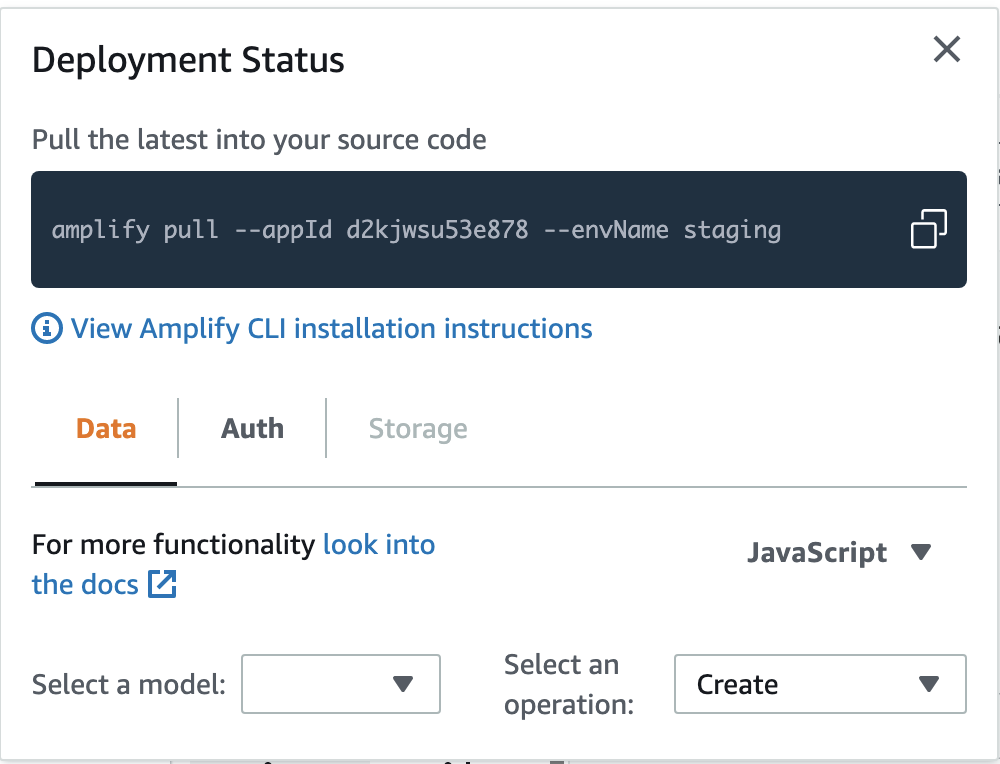 Deployment Status
Pull the latest into your source code
amplify pull --appId d2kjwsu53e878 --envName staging
View Amplify CLI installation instructions
Data
Auth
Storage
For more functionality look into
the docs
JavaScript
Select a model:
Select an
operation:
Create